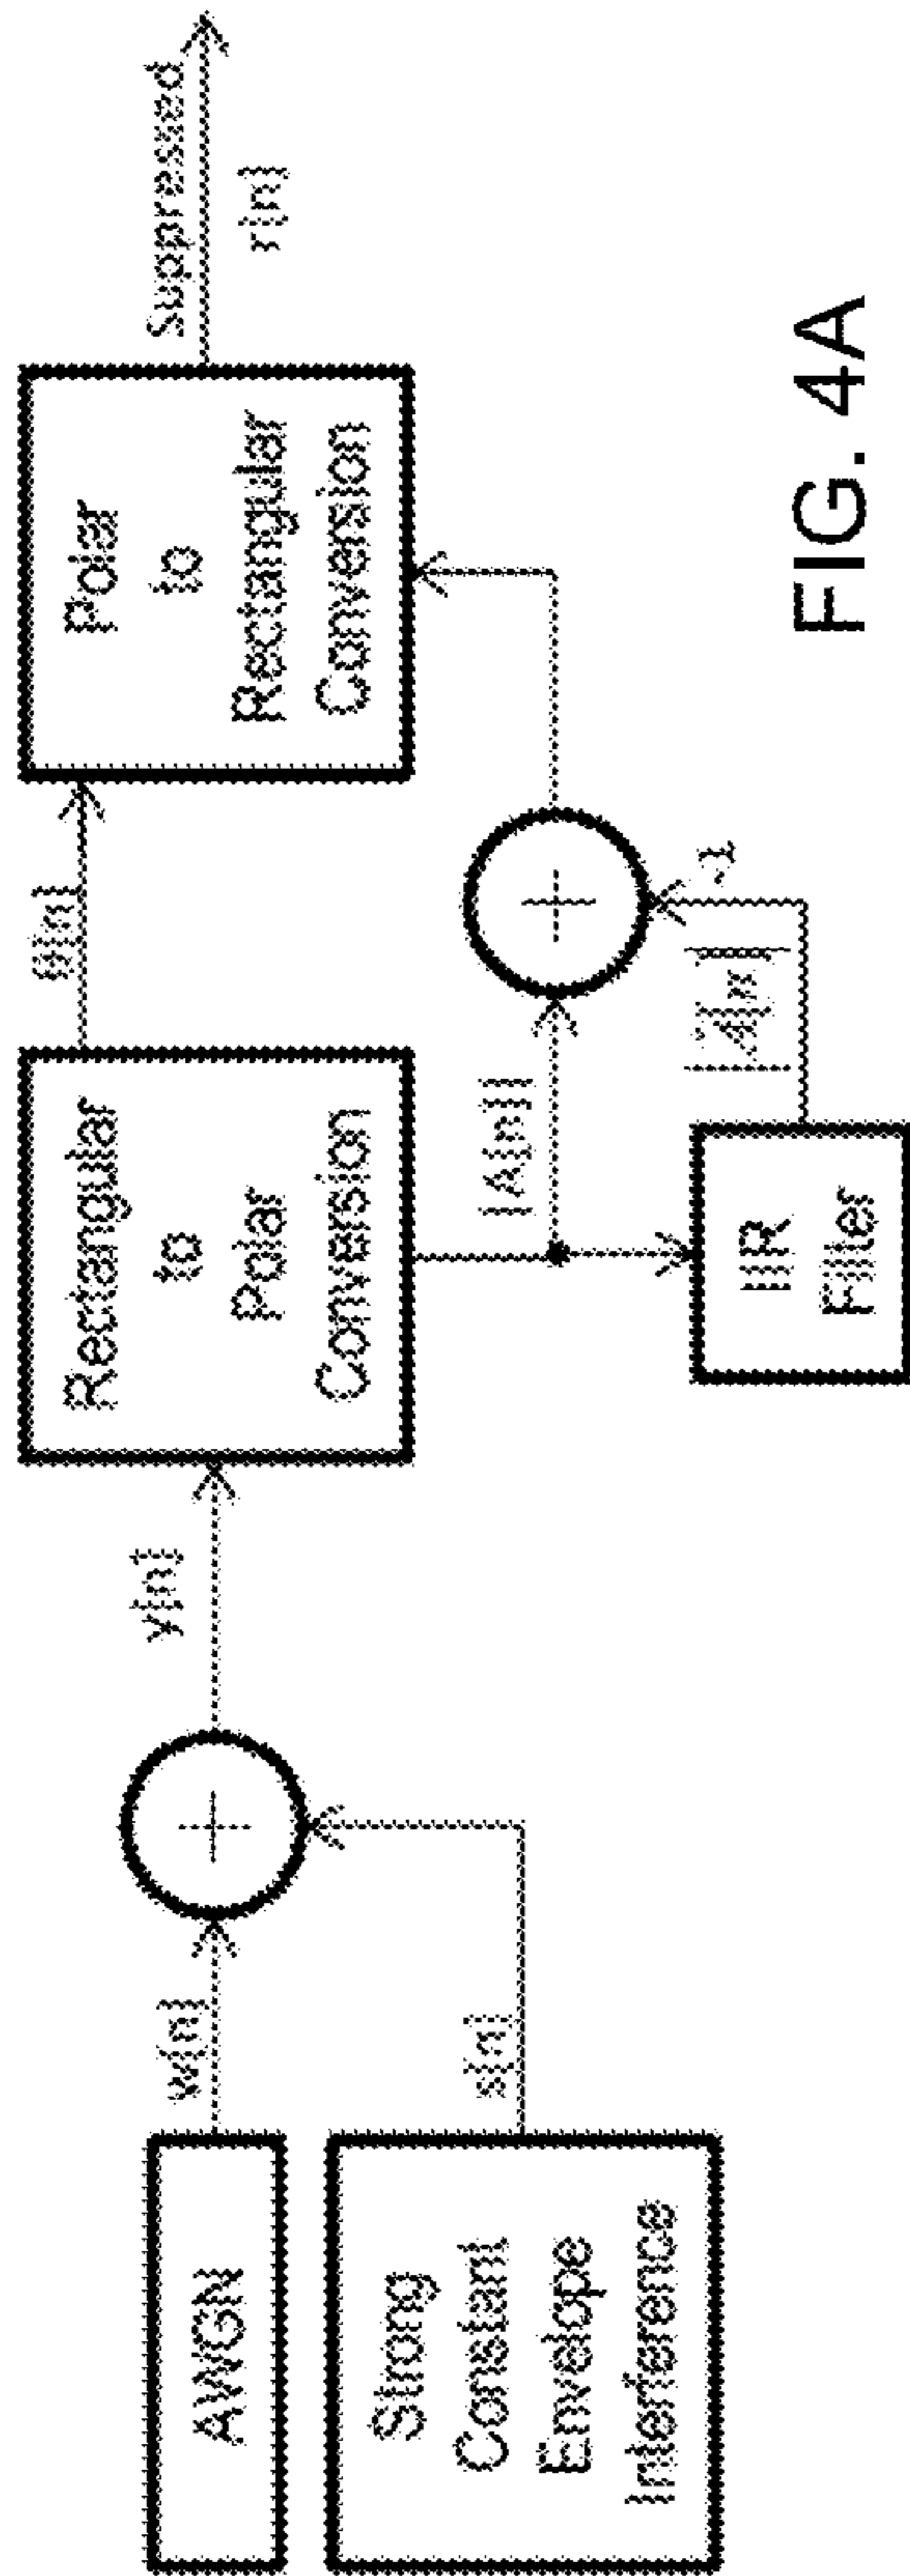 AWGN
w[n]
Strong
Constant
Envelope
Interference
s[n]
y[n]
Rectangular
to
Polar
Conversion
θ[n]
|A[n]|
IIR
Filter
-1
Polar
to
Rectangular
Conversion
Suppressed
r[n]
FIG. 4A